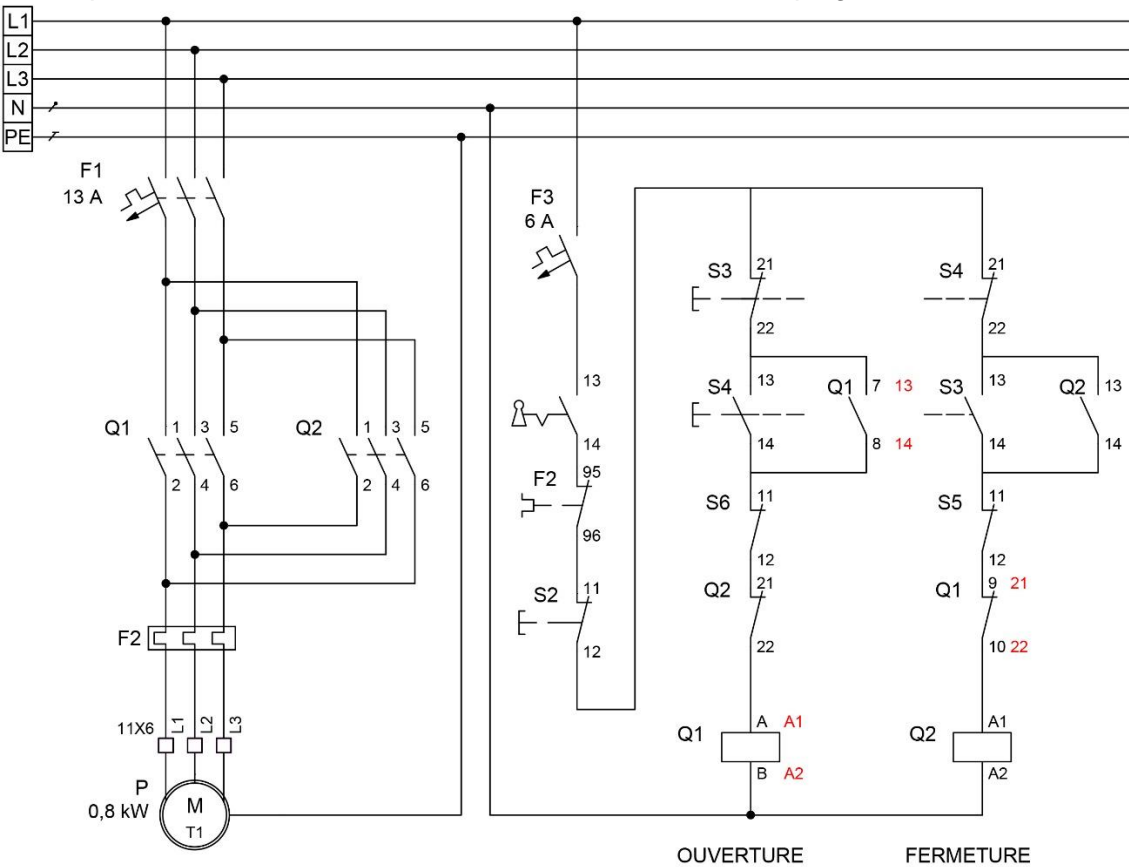 L1
L2
L3
N
PE
F1
13 A
Q1
1 3 5
2 4 6
Q2
1 3 5
2 4 6
F2
11X6
L1
L2
L3
P
0,8 kW
M
T1
F3
6 A
13
14
F2
95
96
S2
11
12
S3
21
22
S4
13
14
Q1
7 13
8 14
S6
11
12
Q2
21
22
Q1
A A1
B A2
OUVERTURE
S4
21
22
S3
13
14
Q2
13
14
S5
11
12
Q1
9 21
10 22
Q2
A1
A2
FERMETURE